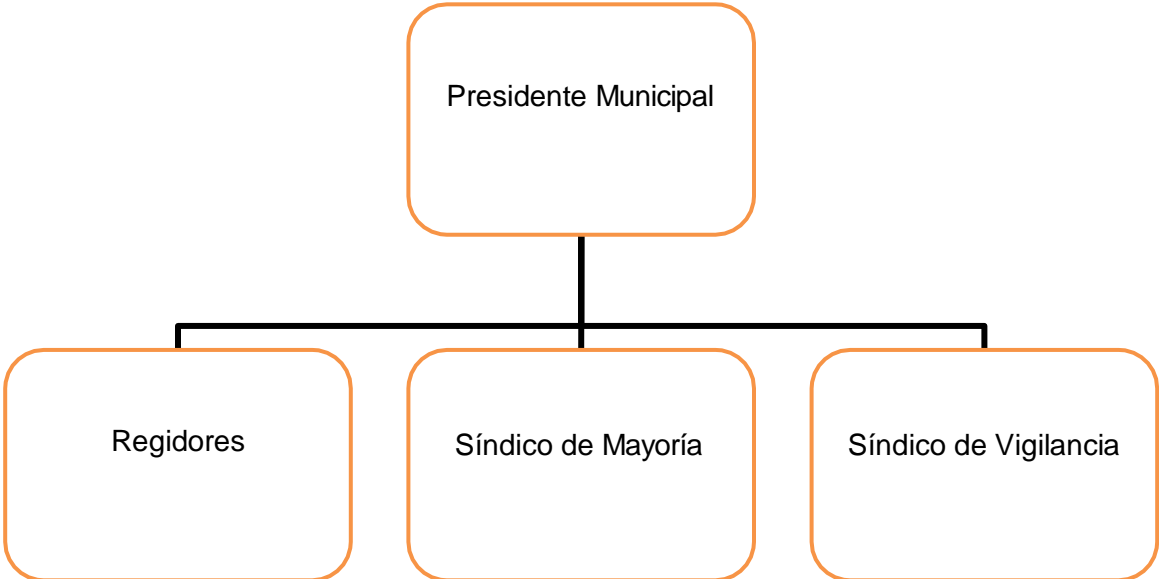 Presidente Municipal
Regidores
Síndico de Mayoría
Síndico de Vigilancia